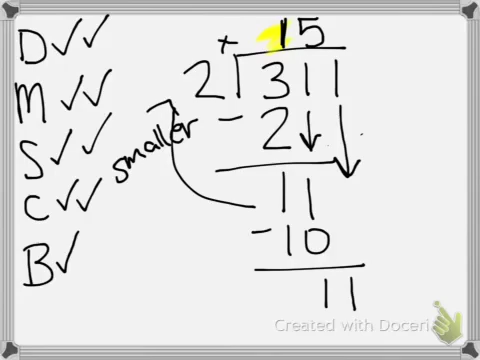 15
2 311
- 2
11
- 10
11
D ✓✓
M ✓✓
S ✓✓
C ✓✓
B ✓
smaller
Created with Doceri